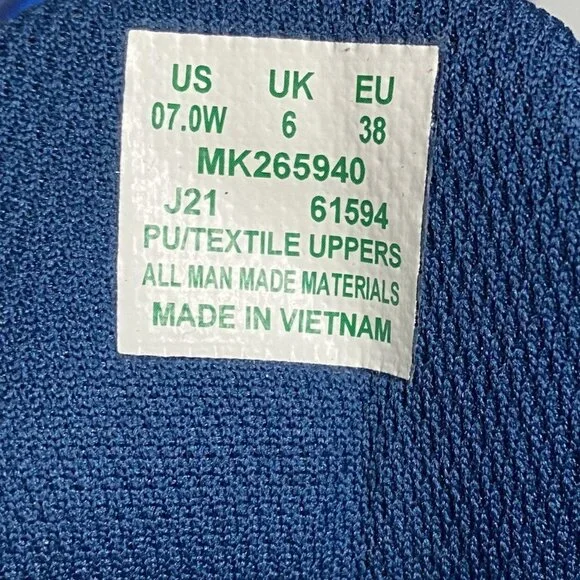 US UK EU
07.0W 6 38
MK265940
J21 61594
PU/TEXTILE UPPERS
ALL MAN MADE MATERIALS
MADE IN VIETNAM